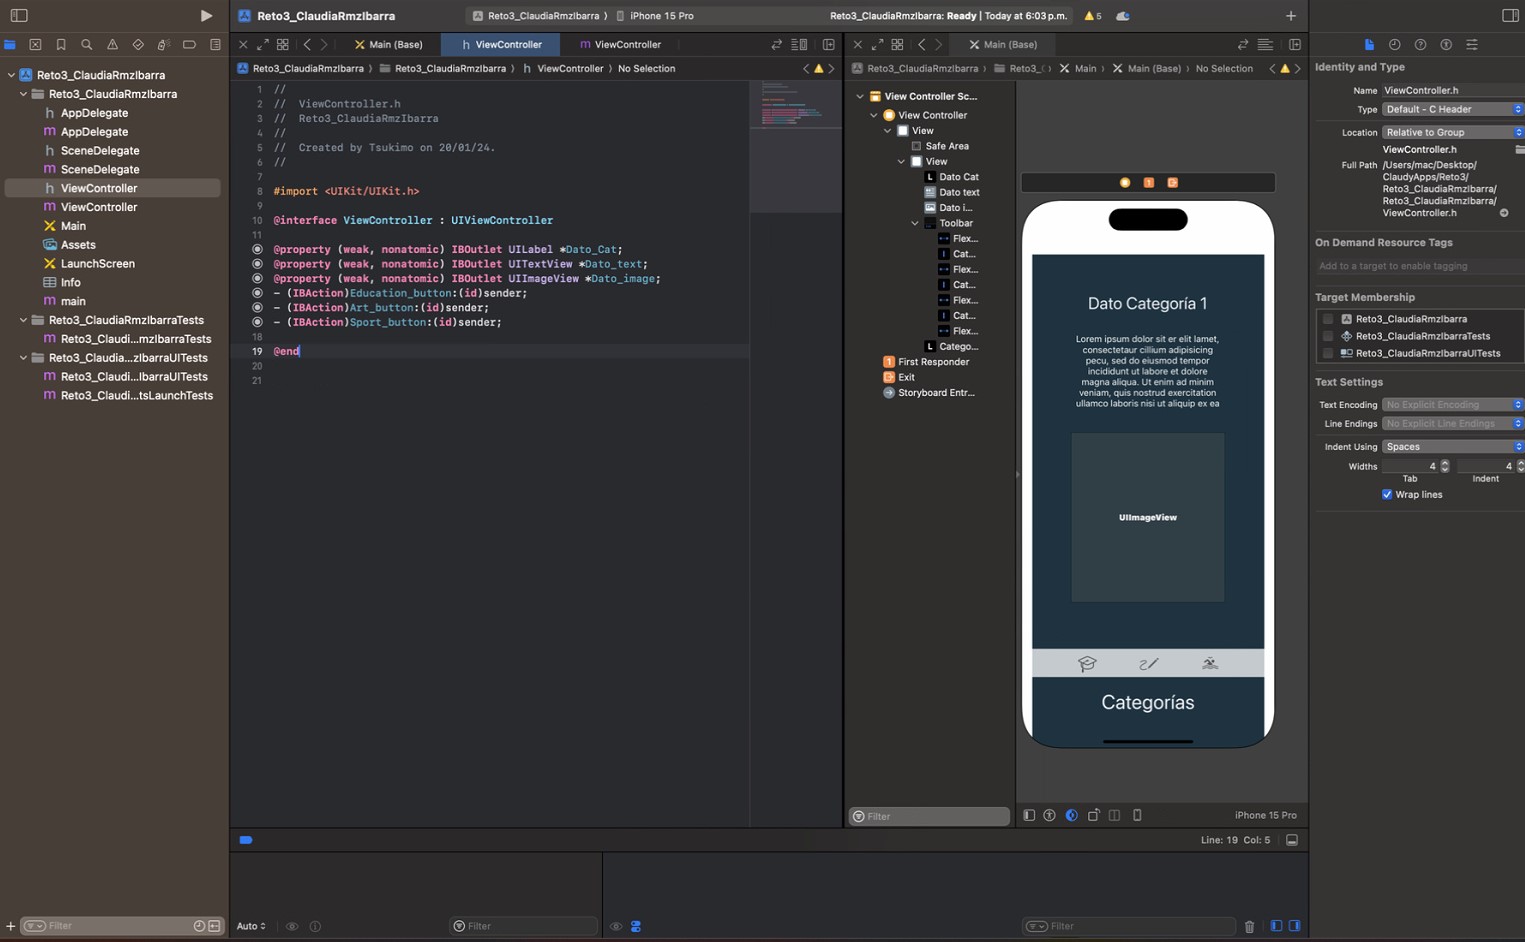 Reto3_ClaudiaRmzIbarra
Reto3_ClaudiaRmzIbarra
iPhone 15 Pro
Reto3_ClaudiaRmzIbarra: Ready | Today at 6:03 p.m.
5
Main (Base)
ViewController
ViewController
Main (Base)
Reto3_ClaudiaRmzIbarra
Reto3_ClaudiaRmzIbarra
h ViewController
No Selection
Reto3_ClaudiaRmzIbarra
Reto3_
Main
Main (Base)
No Selection
Reto3_ClaudiaRmzIbarra
Reto3_ClaudiaRmzIbarra
h AppDelegate
m AppDelegate
h SceneDelegate
m SceneDelegate
h ViewController
m ViewController
Main
Assets
LaunchScreen
Info
m main
Reto3_ClaudiaRmzIbarraTests
m Reto3_Claudi...mzIbarraTests
Reto3_Claudia...zIbarraUITests
m Reto3_Claudi...IbarraUITests
m Reto3_Claudi...tsLaunchTests
Filter
1 //
2 // ViewController.h
3 // Reto3_ClaudiaRmzIbarra
4 //
5 // Created by Tsukimo on 20/01/24.
6 //
7
8 #import <UIKit/UIKit.h>
9
10 @interface ViewController : UIViewController
11
@property (weak, nonatomic) IBOutlet UILabel *Dato_Cat;
@property (weak, nonatomic) IBOutlet UITextView *Dato_text;
@property (weak, nonatomic) IBOutlet UIImageView *Dato_image;
- (IBAction)Education_button:(id)sender;
- (IBAction)Art_button:(id)sender;
- (IBAction)Sport_button:(id)sender;
18
19 @end
20
21
View Controller Sc...
View Controller
View
Safe Area
View
L Dato Cat
Dato text
Dato i...
Toolbar
Flex...
Cat...
Flex...
Cat...
Flex...
Cat...
Flex...
L Catego...
1 First Responder
Exit
Storyboard Entr...
Filter
1
Dato Categoría 1
Lorem ipsum dolor sit er elit lamet,
consectetaur cillium adipisicing
pecu, sed do eiusmod tempor
incididunt ut labore et dolore
magna aliqua. Ut enim ad minim
veniam, quis nostrud exercitation
ullamco laboris nisi ut aliquip ex ea
UIImageView
Categorías
iPhone 15 Pro
Line: 19 Col: 5
Auto
Filter
Filter
Identity and Type
Name ViewController.h
Type Default - C Header
Location Relative to Group
ViewController.h
Full Path /Users/mac/Desktop/
ClaudyApps/Reto3/
Reto3_ClaudiaRmzIbarra/
Reto3_ClaudiaRmzIbarra/
ViewController.h
On Demand Resource Tags
Add to a target to enable tagging
Target Membership
Reto3_ClaudiaRmzIbarra
Reto3_ClaudiaRmzIbarraTests
Reto3_ClaudiaRmzIbarraUITests
Text Settings
Text Encoding No Explicit Encoding
Line Endings No Explicit Line Endings
Indent Using Spaces
Widths 4 4
Tab Indent
Wrap lines